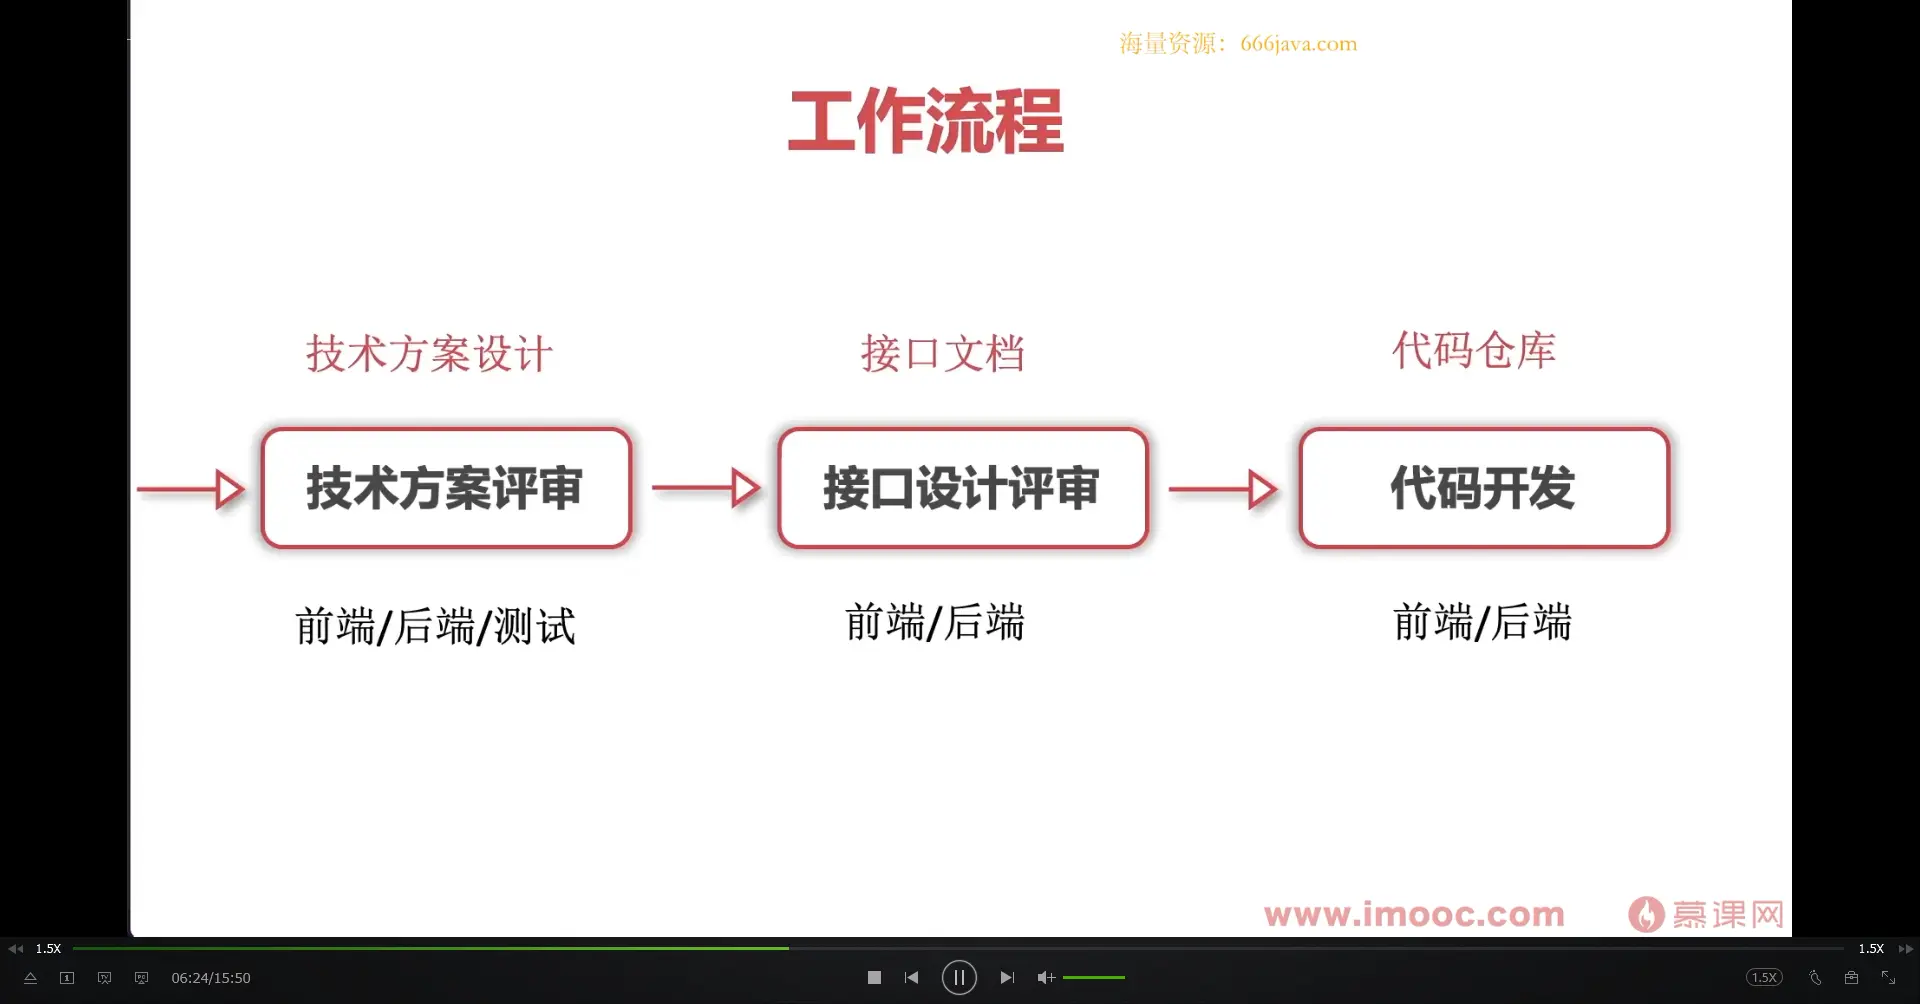 海量资源：666java.com
工作流程
技术方案设计
接口文档
代码仓库
技术方案评审
接口设计评审
代码开发
前端/后端/测试
前端/后端
前端/后端
www.imooc.com
慕课网
1.5X
1.5X
06:24/15:50
1.5X